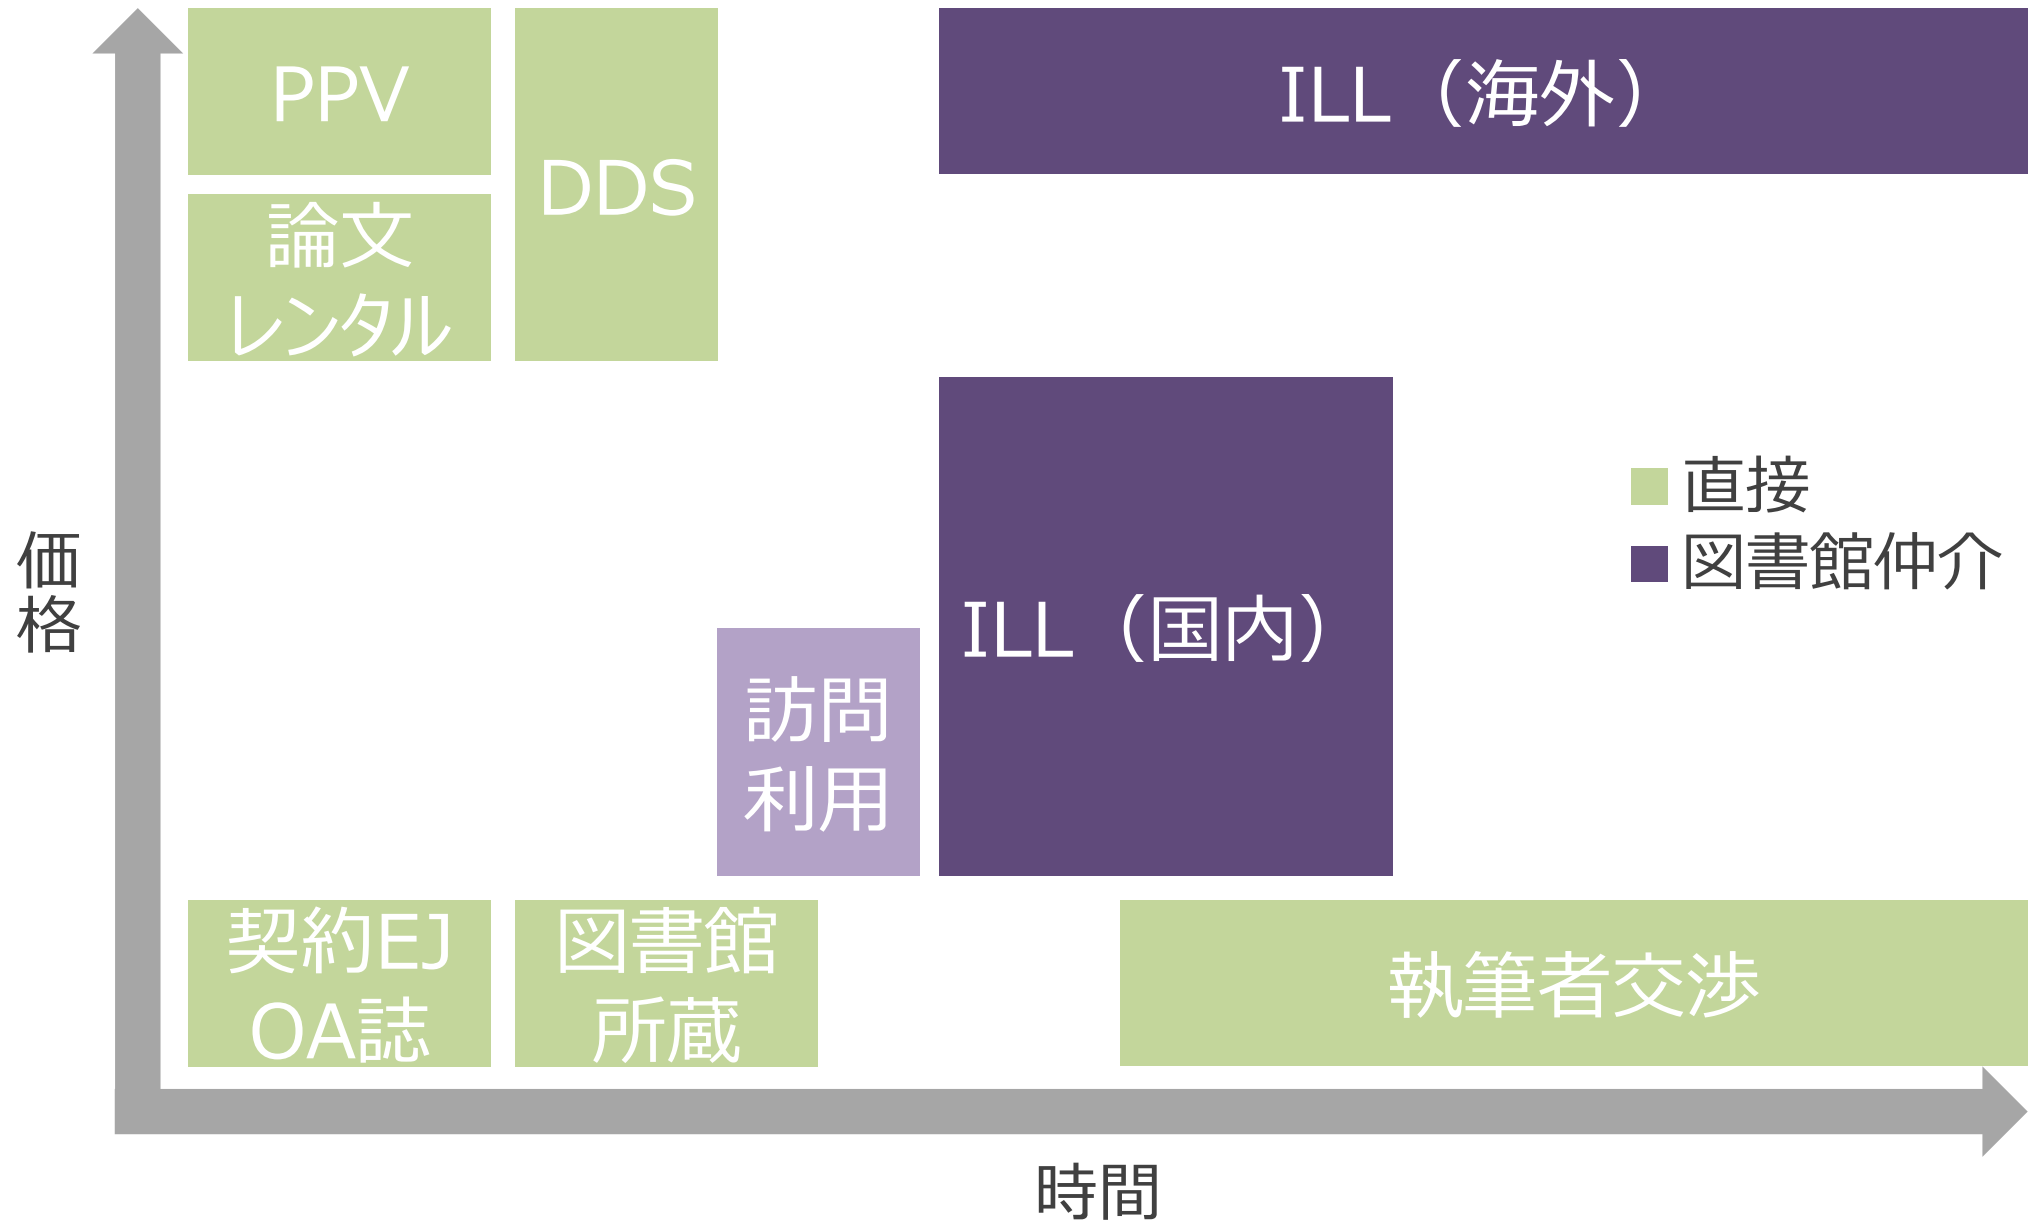 PPV
論文
レンタル
DDS
ILL（海外）
直接
図書館仲介
価
格
ILL（国内）
訪問
利用
契約EJ
OA誌
図書館
所蔵
執筆者交渉
時間